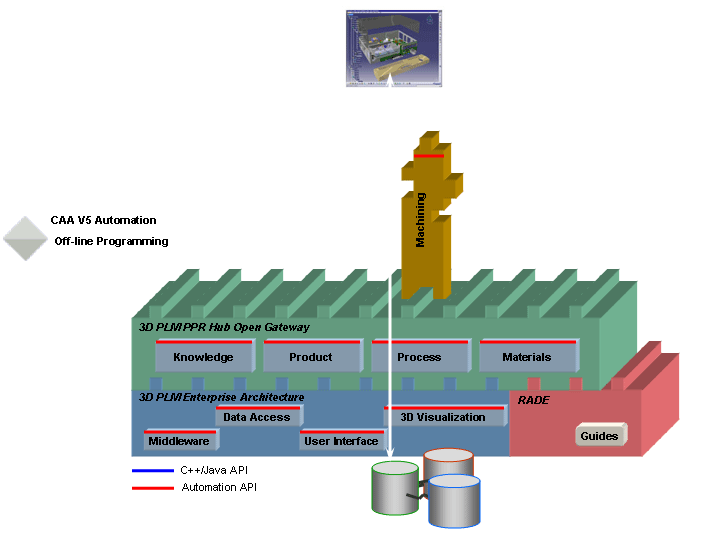 Machining
CAA V5 Automation
Off-line Programming
3D PLM PPR Hub Open Gateway
Knowledge
Product
Process
Materials
3D PLM Enterprise Architecture
RADE
Data Access
3D Visualization
Middleware
User Interface
Guides
C++/Java API
Automation API